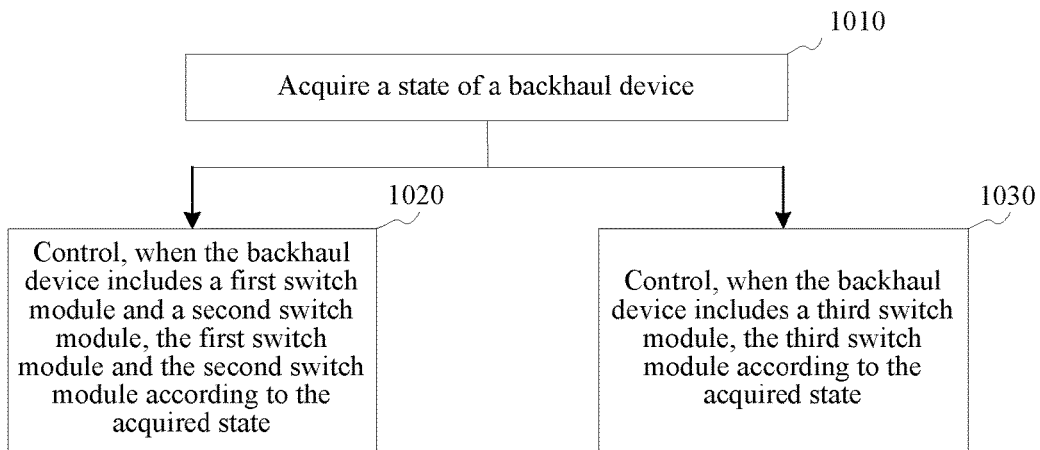 1010
Acquire a state of a backhaul device
1020
Control, when the backhaul
device includes a first switch
module and a second switch
module, the first switch
module and the second switch
module according to the
acquired state
1030
Control, when the backhaul
device includes a third switch
module, the third switch
module according to the
acquired state